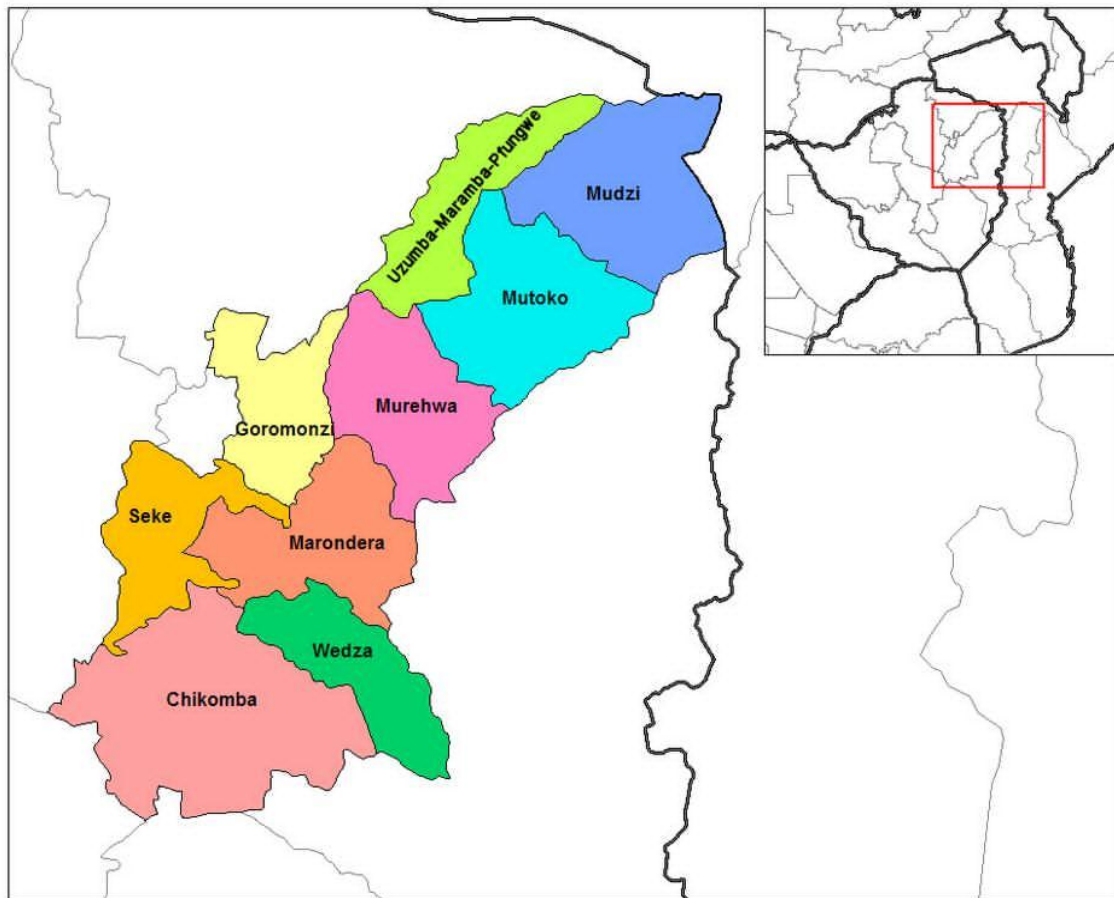 Uzumba-Maramba-Pfungwe
Mudzi
Mutoko
Murehwa
Goromonzi
Seke
Marondera
Wedza
Chikomba